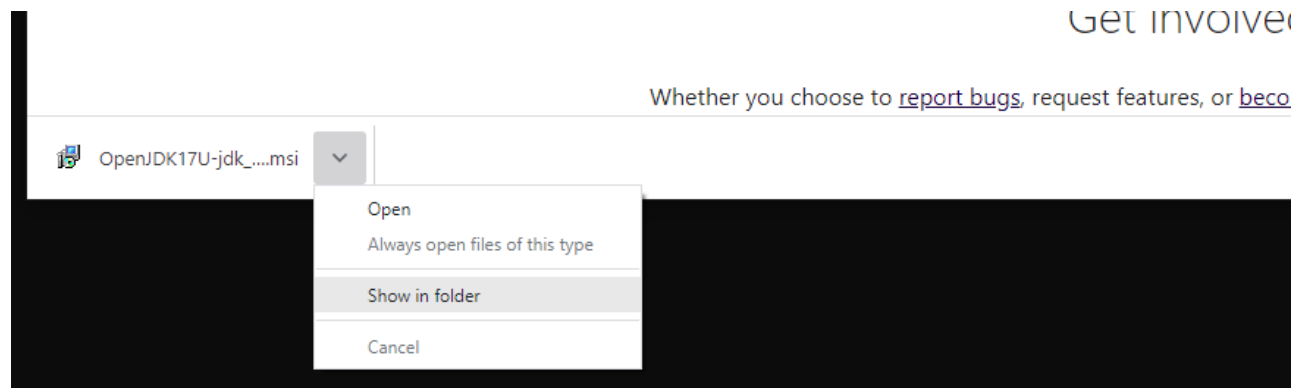 Get involved
Whether you choose to report bugs, request features, or beco
OpenJDK17U-jdk_....msi
Open
Always open files of this type
Show in folder
Cancel